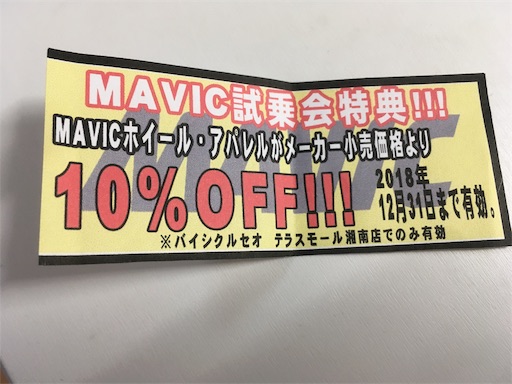 MAVIC試乗会特典!!!
MAVICホイール・アパレルがメーカー小売価格より
10%OFF!!!
2018年
12月31日まで有効。
※バイシクルセオ テラスモール湘南店でのみ有効